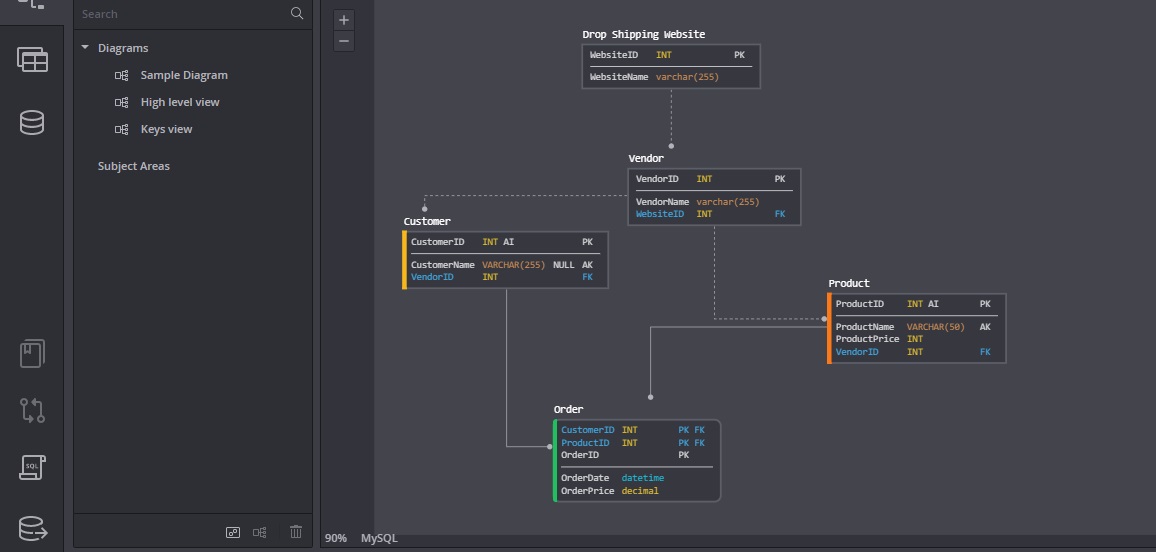 Search
Diagrams
Sample Diagram
High level view
Keys view
Subject Areas
SQL
+
−
Drop Shipping Website
WebsiteID INT PK
WebsiteName varchar(255)
Vendor
VendorID INT PK
VendorName varchar(255)
WebsiteID INT FK
Customer
CustomerID INT AI PK
CustomerName VARCHAR(255) NULL AK
VendorID INT FK
Product
ProductID INT AI PK
ProductName VARCHAR(50) AK
ProductPrice INT
VendorID INT FK
Order
CustomerID INT PK FK
ProductID INT PK FK
OrderID PK
OrderDate datetime
OrderPrice decimal
90% MySQL